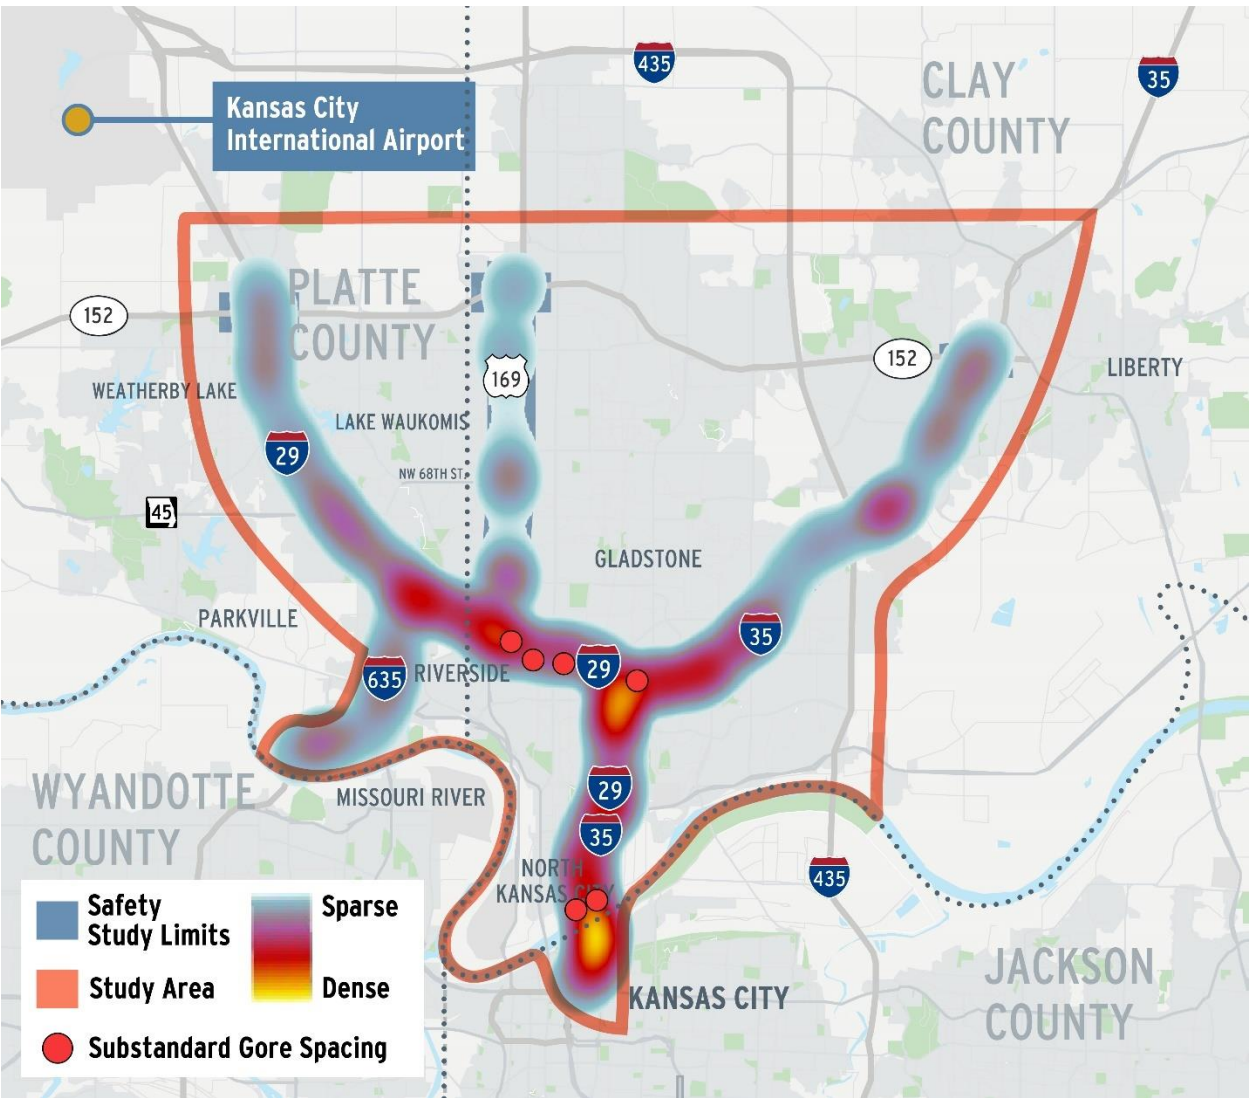 435
CLAY
COUNTY
35
Kansas City
International Airport
PLATTE
COUNTY
152
169
152
LIBERTY
WEATHERBY LAKE
LAKE WAUKOMIS
29
NW 68TH ST.
45
GLADSTONE
PARKVILLE
35
635
RIVERSIDE
29
WYANDOTTE
COUNTY
MISSOURI RIVER
29
35
NORTH
KANSAS CITY
435
JACKSON
COUNTY
KANSAS CITY
Safety
Study Limits
Study Area
Substandard Gore Spacing
Sparse
Dense